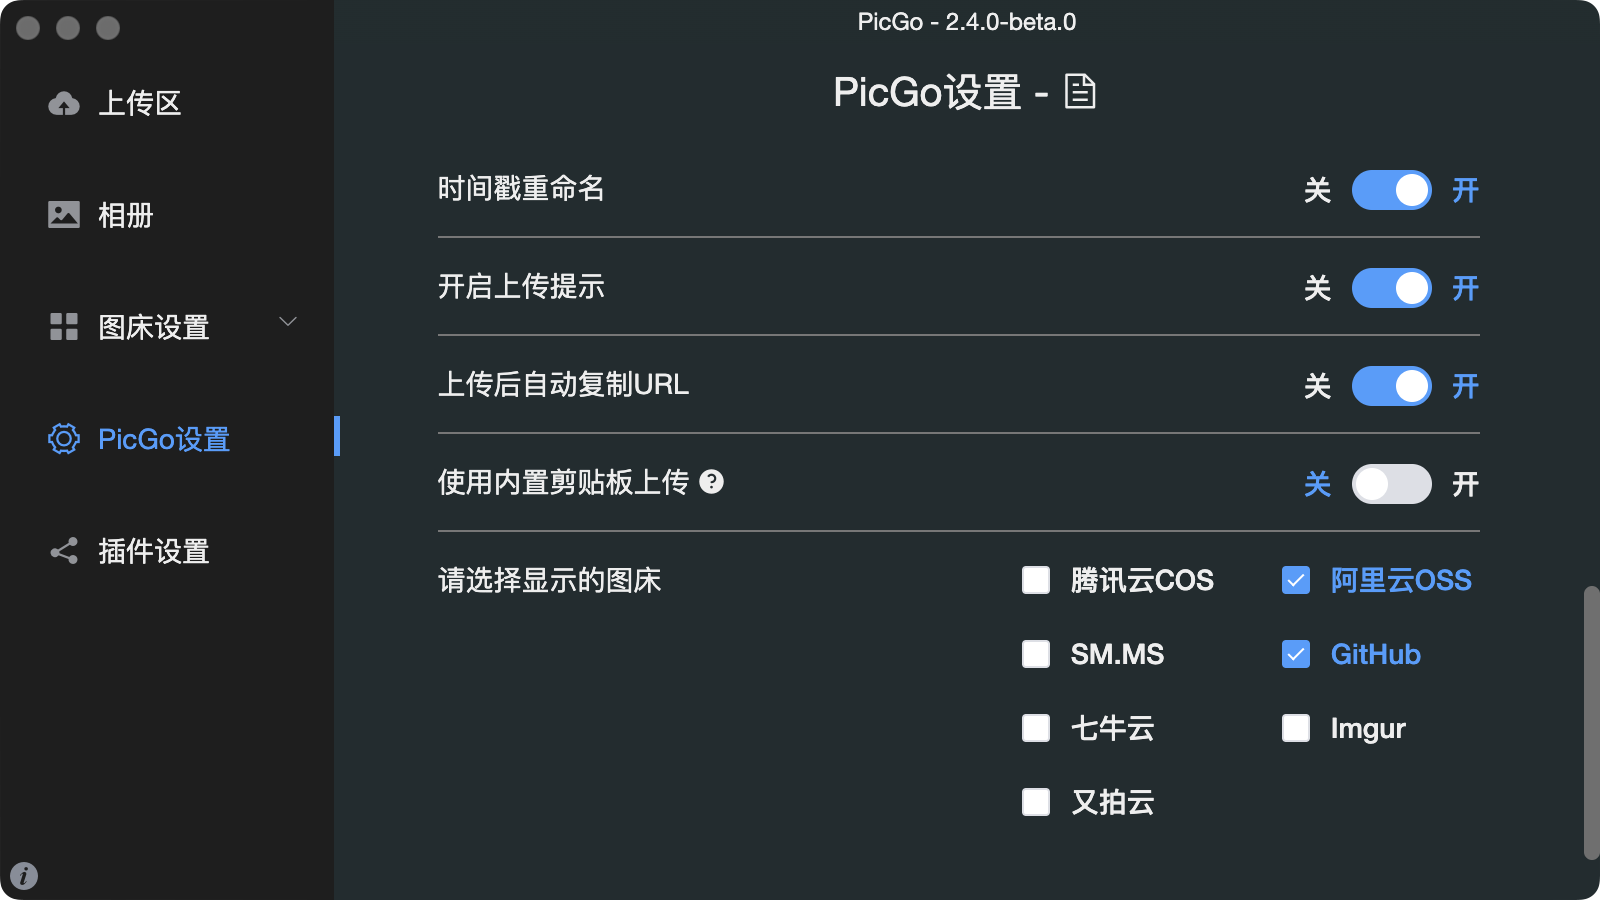 PicGo - 2.4.0-beta.0
上传区
相册
图床设置
PicGo设置
插件设置
PicGo设置 -
时间戳重命名 关 开
开启上传提示 关 开
上传后自动复制URL 关 开
使用内置剪贴板上传 ? 关 开
请选择显示的图床 腾讯云COS 阿里云OSS
SM.MS GitHub
七牛云 Imgur
又拍云
i